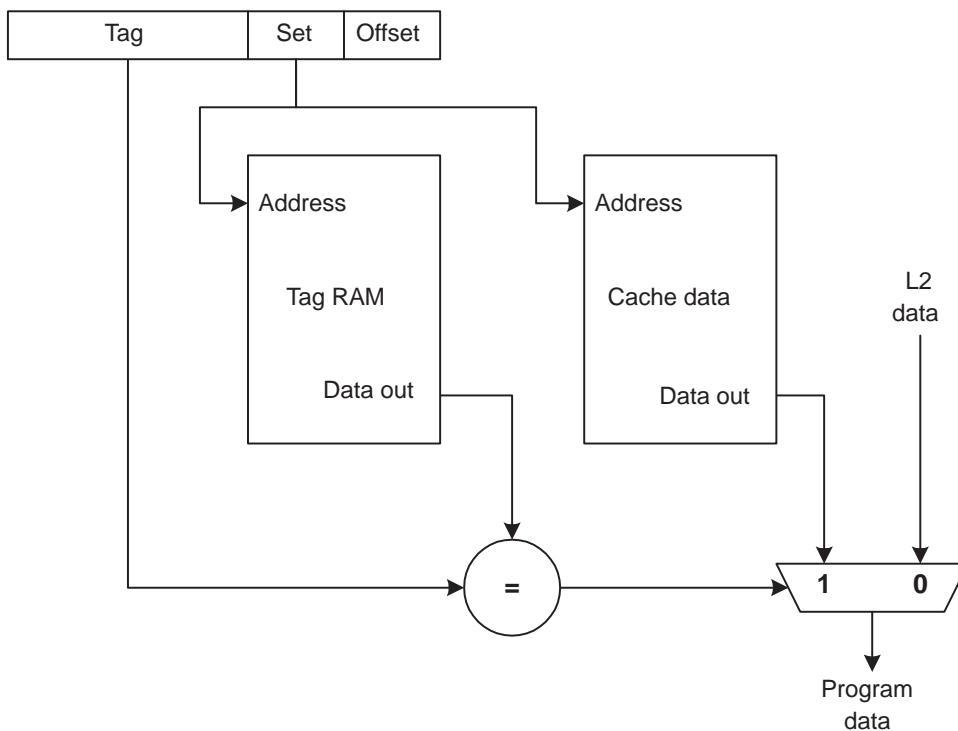 Tag Set Offset
Address Address
Tag RAM Cache data
L2
data
Data out Data out
= 1 0
Program
data